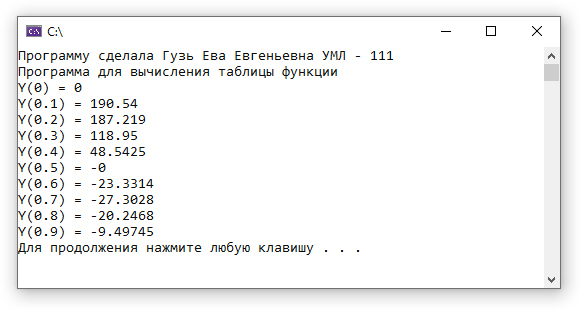 C:\
Программу сделала Гузь Ева Евгеньевна УМЛ - 111
Программа для вычисления таблицы функции
Y(0) = 0
Y(0.1) = 190.54
Y(0.2) = 187.219
Y(0.3) = 118.95
Y(0.4) = 48.5425
Y(0.5) = -0
Y(0.6) = -23.3314
Y(0.7) = -27.3028
Y(0.8) = -20.2468
Y(0.9) = -9.49745
Для продолжения нажмите любую клавишу . . .